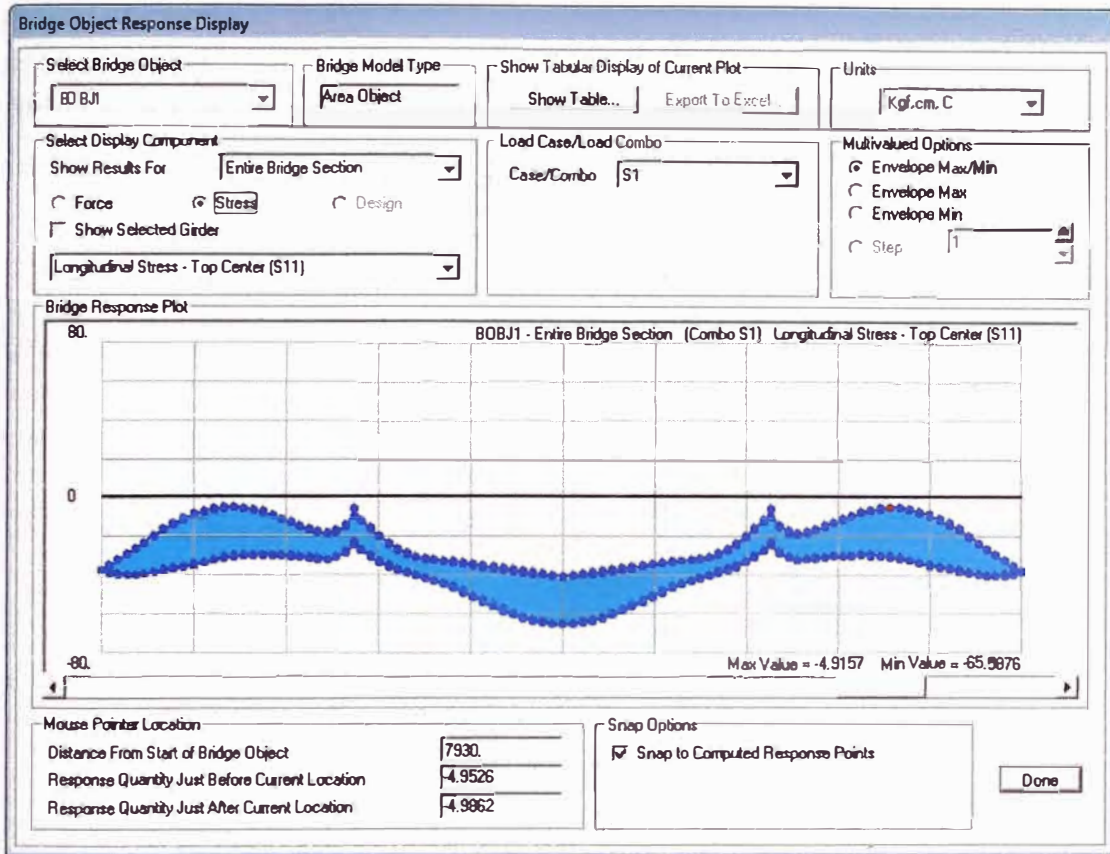 Bridge Object Response Display
Select Bridge Object
BOBJ1
Bridge Model Type
Area Object
Show Tabular Display of Current Plot
Show Table...
Export To Excel...
Units
Kgf, cm, C
Select Display Component
Show Results For
Entire Bridge Section
Force
Stress
Design
Show Selected Girder
Longitudinal Stress - Top Center (S11)
Load Case/Load Combo
Case/Combo
S1
Multivalued Options
Envelope Max/Min
Envelope Max
Envelope Min
Step
1
Bridge Response Plot
80.
BOBJ1 - Entire Bridge Section (Combo S1) Longitudinal Stress - Top Center (S11)
0
-80.
Max Value = -4.9157 Min Value =
Mouse Pointer Location
Distance From Start of Bridge Object
7930.
Response Quantity Just Before Current Location
-4.9526
Response Quantity Just After Current Location
-4.9862
Snap Options
Snap to Computed Response Points
Done